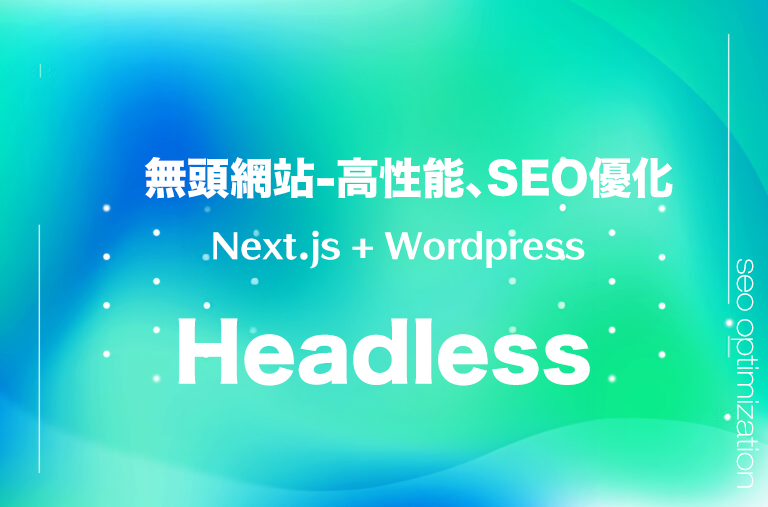 無頭網站-高性能、SEO優化
Next.js + Wordpress
Headless
seo optimization